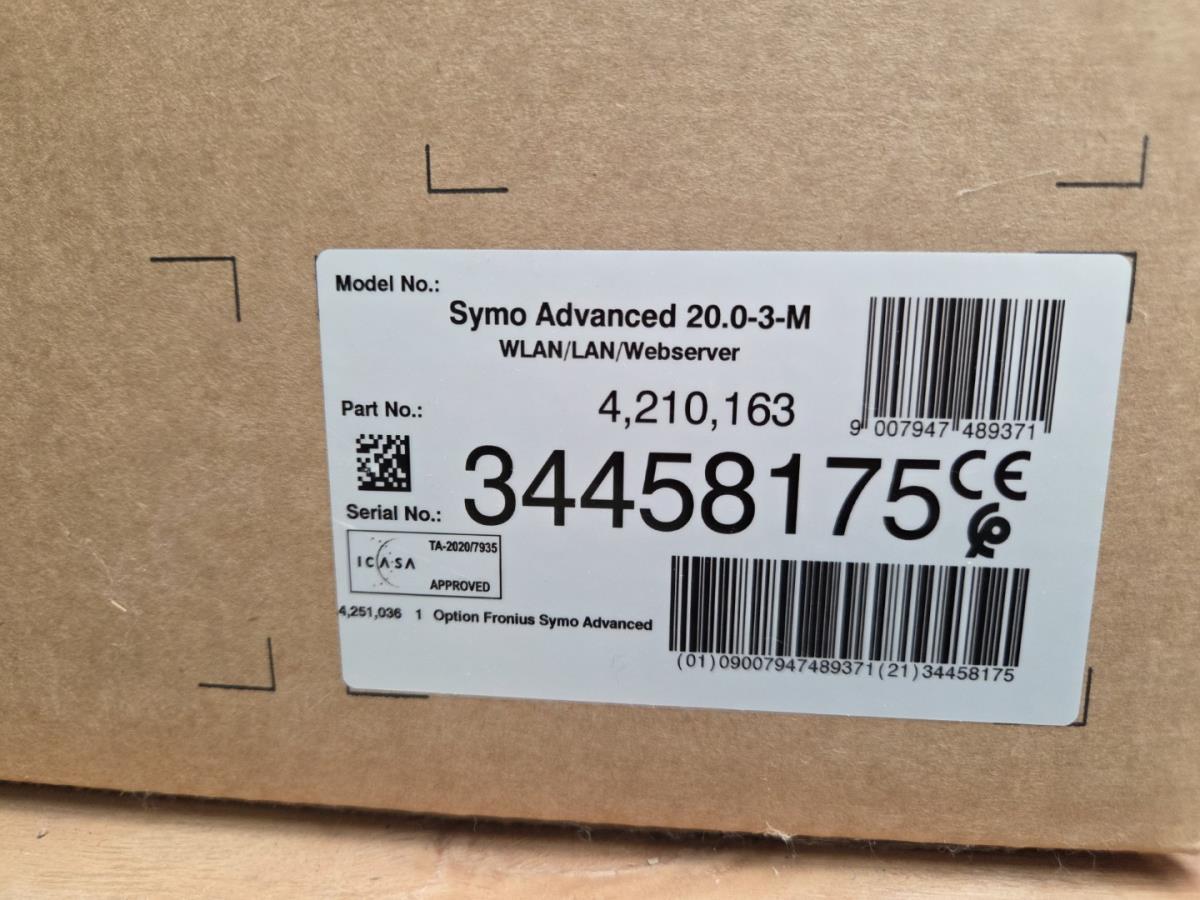 Model No.:
Symo Advanced 20.0-3-M
WLAN/LAN/Webserver
Part No.:
4,210,163
9 007947 489371
34458175
CE
Serial No.:
TA-2020/7935
ICASA
APPROVED
4,251,036 1 Option Fronius Symo Advanced
(01)09007947489371(21)34458175